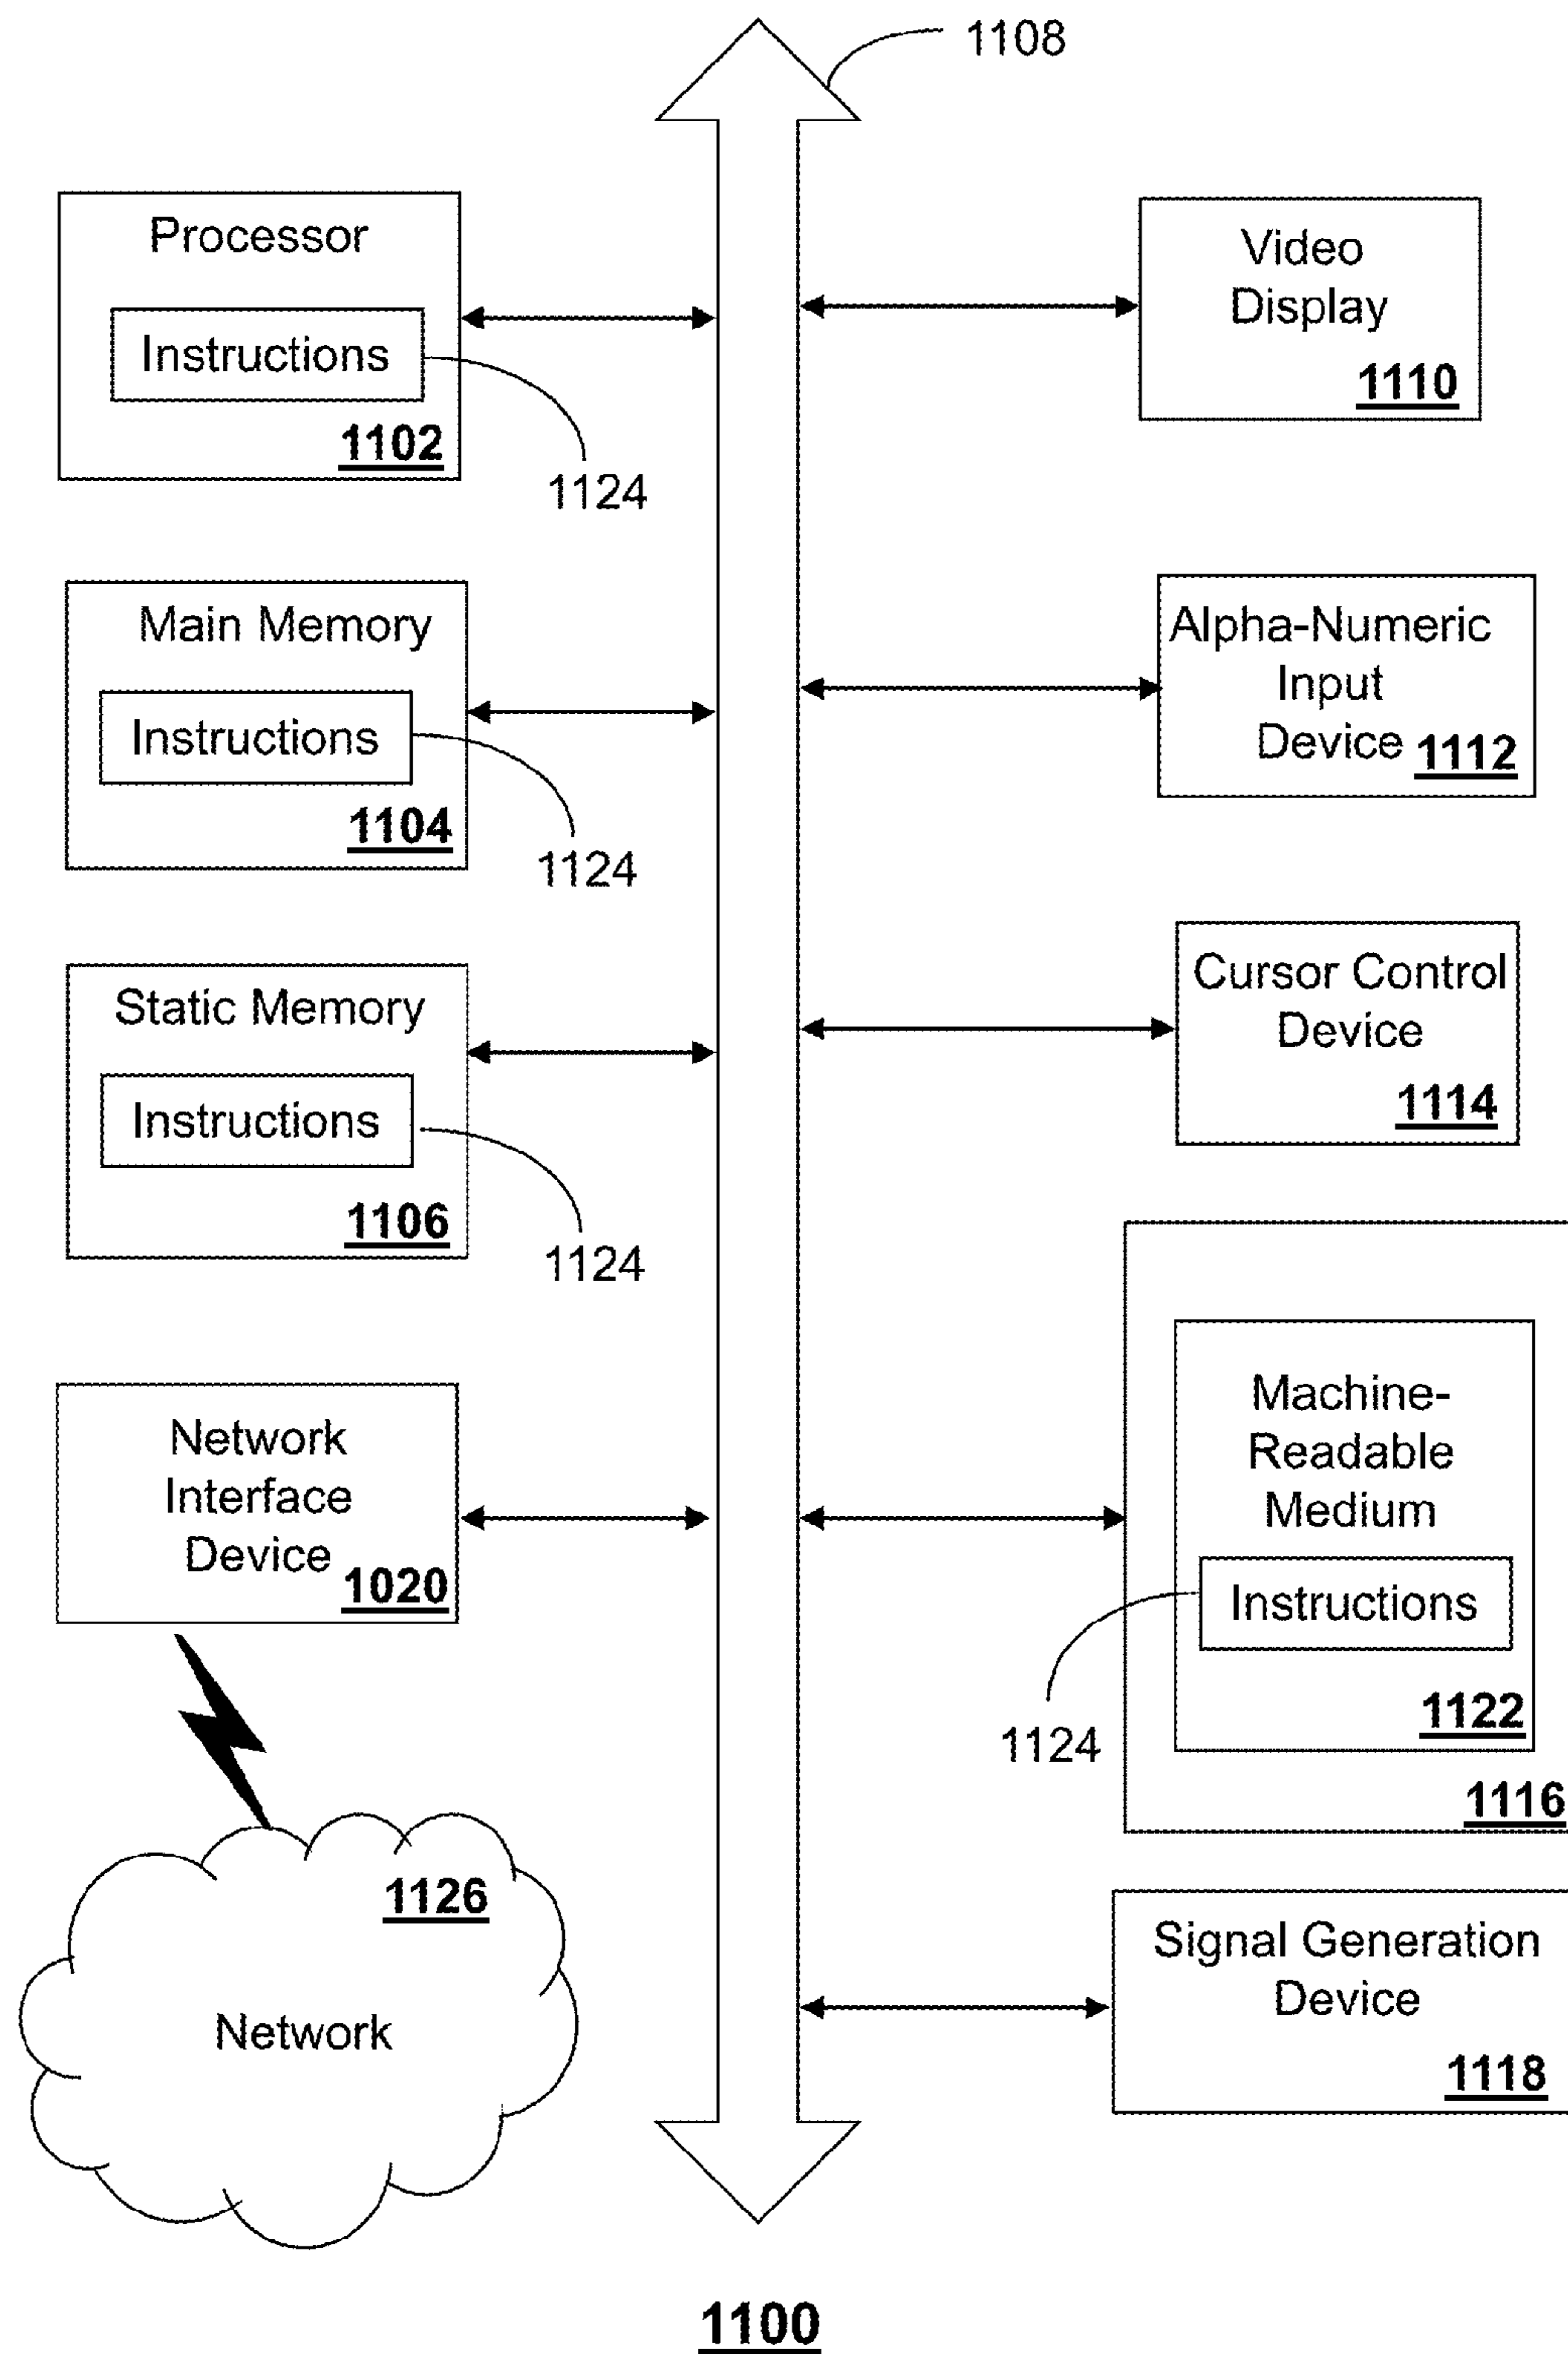 1108
Processor
Instructions
1102
1124
Video
Display
1110
Main Memory
Instructions
1104
1124
Alpha-Numeric
Input
Device 1112
Static Memory
Instructions
1106
1124
Cursor Control
Device
1114
Network
Interface
Device
1020
Machine-
Readable
Medium
Instructions
1122
1124
1116
1126
Network
Signal Generation
Device
1118
1100